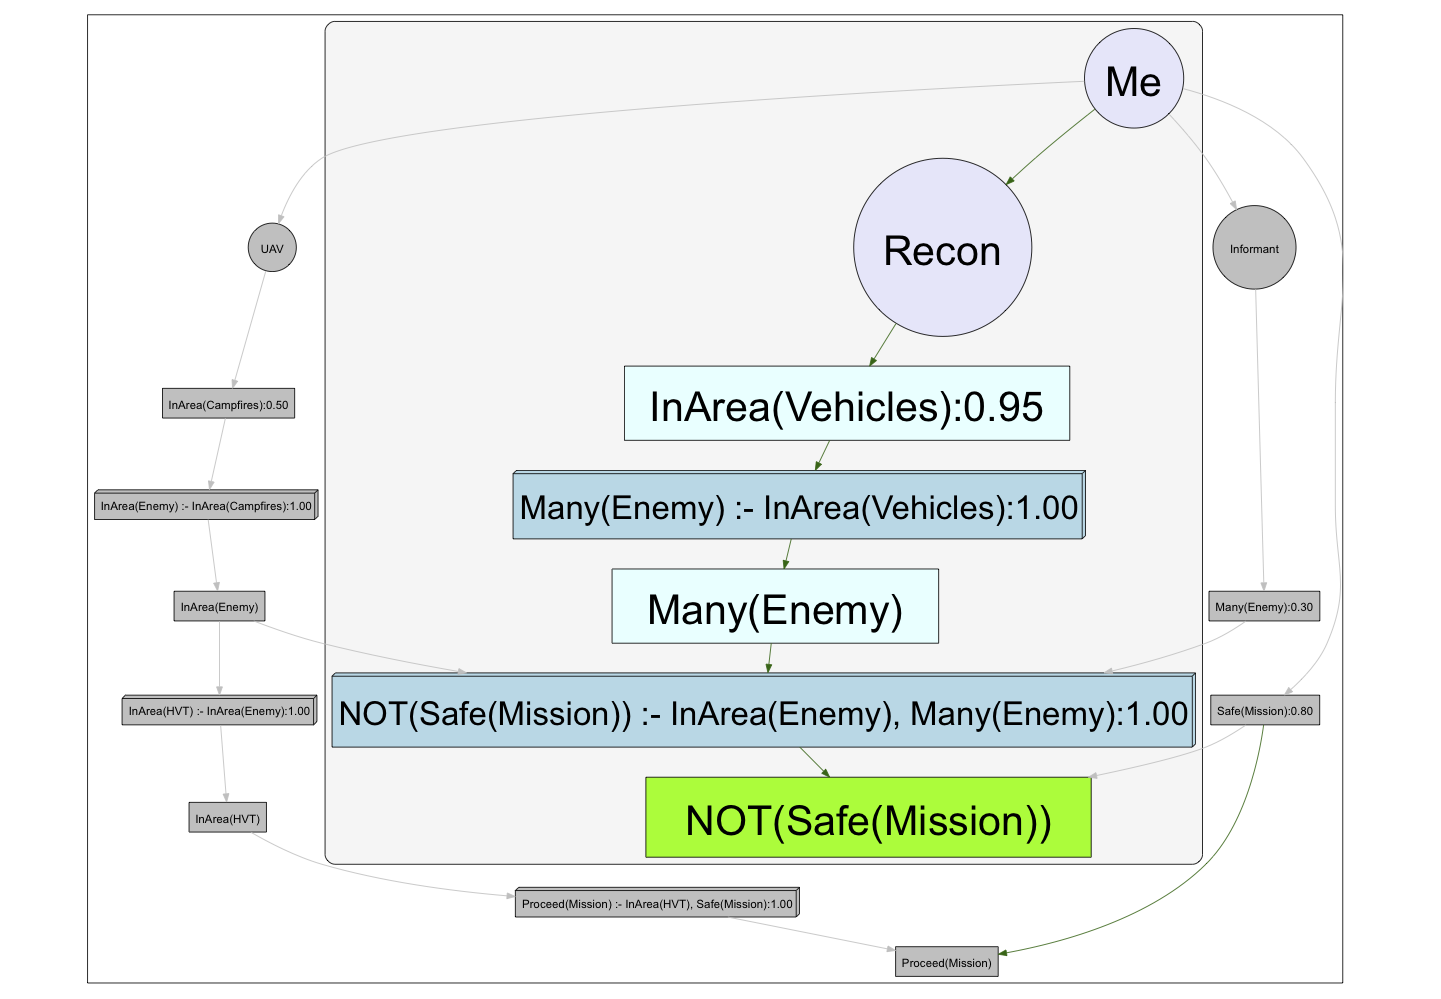 Me
UAV
Recon
Informant
InArea(Campfires):0.50
InArea(Vehicles):0.95
InArea(Enemy) :- InArea(Campfires):1.00
Many(Enemy) :- InArea(Vehicles):1.00
InArea(Enemy)
Many(Enemy)
Many(Enemy):0.30
InArea(HVT) :- InArea(Enemy):1.00
NOT(Safe(Mission)) :- InArea(Enemy), Many(Enemy):1.00
Safe(Mission):0.80
InArea(HVT)
NOT(Safe(Mission))
Proceed(Mission) :- InArea(HVT), Safe(Mission):1.00
Proceed(Mission)